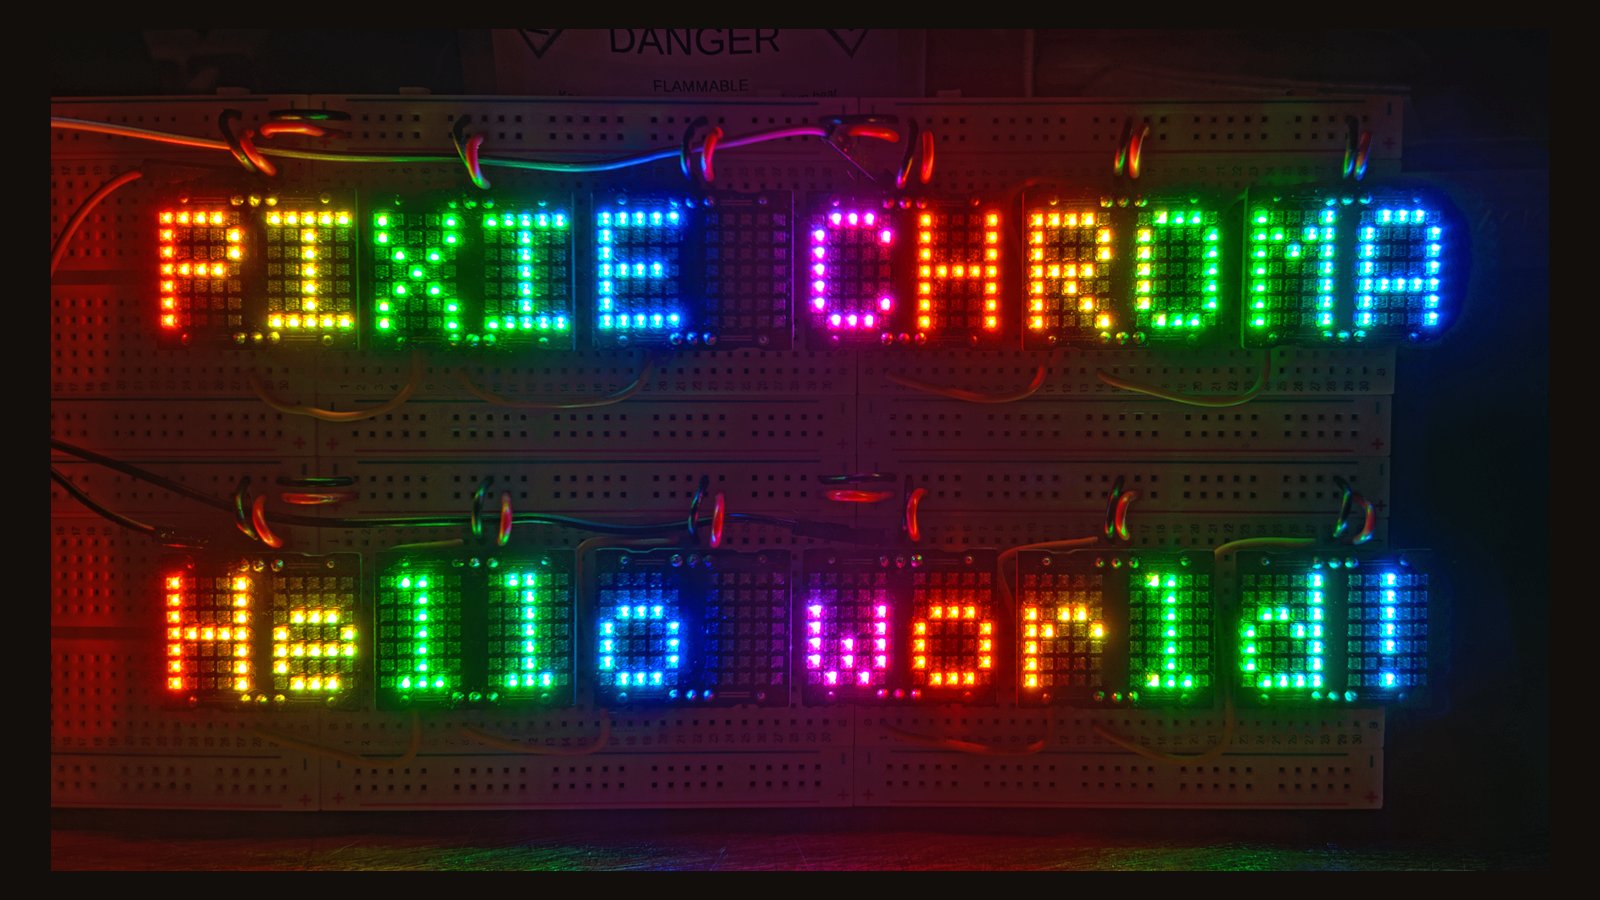 DANGER
FLAMMABLE
PIXIE CHROMA
Hello world!